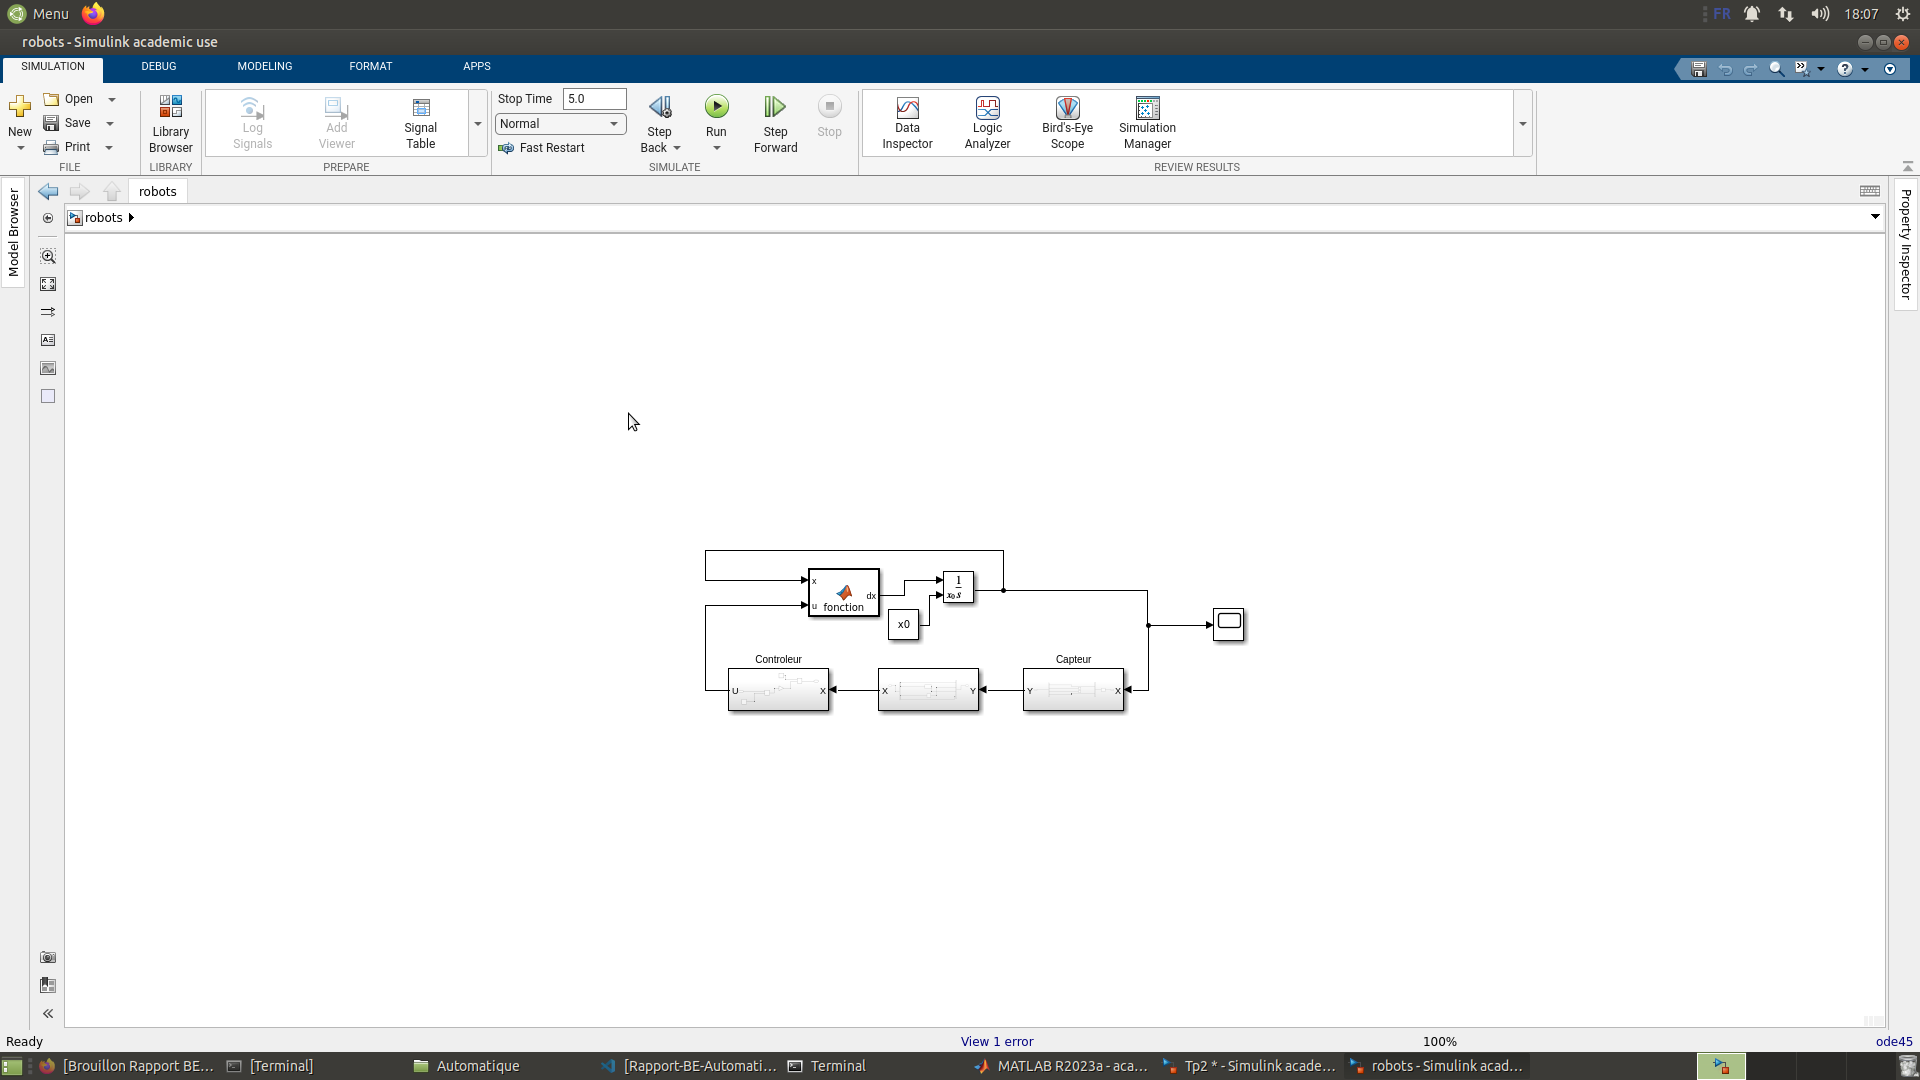 Menu
FR
18:07
robots - Simulink academic use
SIMULATION DEBUG MODELING FORMAT APPS
New
Open
Save
Print
FILE
Library Browser
LIBRARY
Log Signals
Add Viewer
Signal Table
PREPARE
Stop Time 5.0
Normal
Fast Restart
Step Back
Run
Step Forward
Stop
SIMULATE
Data Inspector
Logic Analyzer
Bird's-Eye Scope
Simulation Manager
REVIEW RESULTS
Model Browser
robots
robots
Property Inspector
x
u
fonction
dx
1
x₀ s
x0
Controleur
U X
X Y
Capteur
Y X
Ready
View 1 error
100%
ode45
[Brouillon Rapport BE...
[Terminal]
Automatique
[Rapport-BE-Automati...
Terminal
MATLAB R2023a - aca...
Tp2 * - Simulink acade...
robots - Simulink acad...